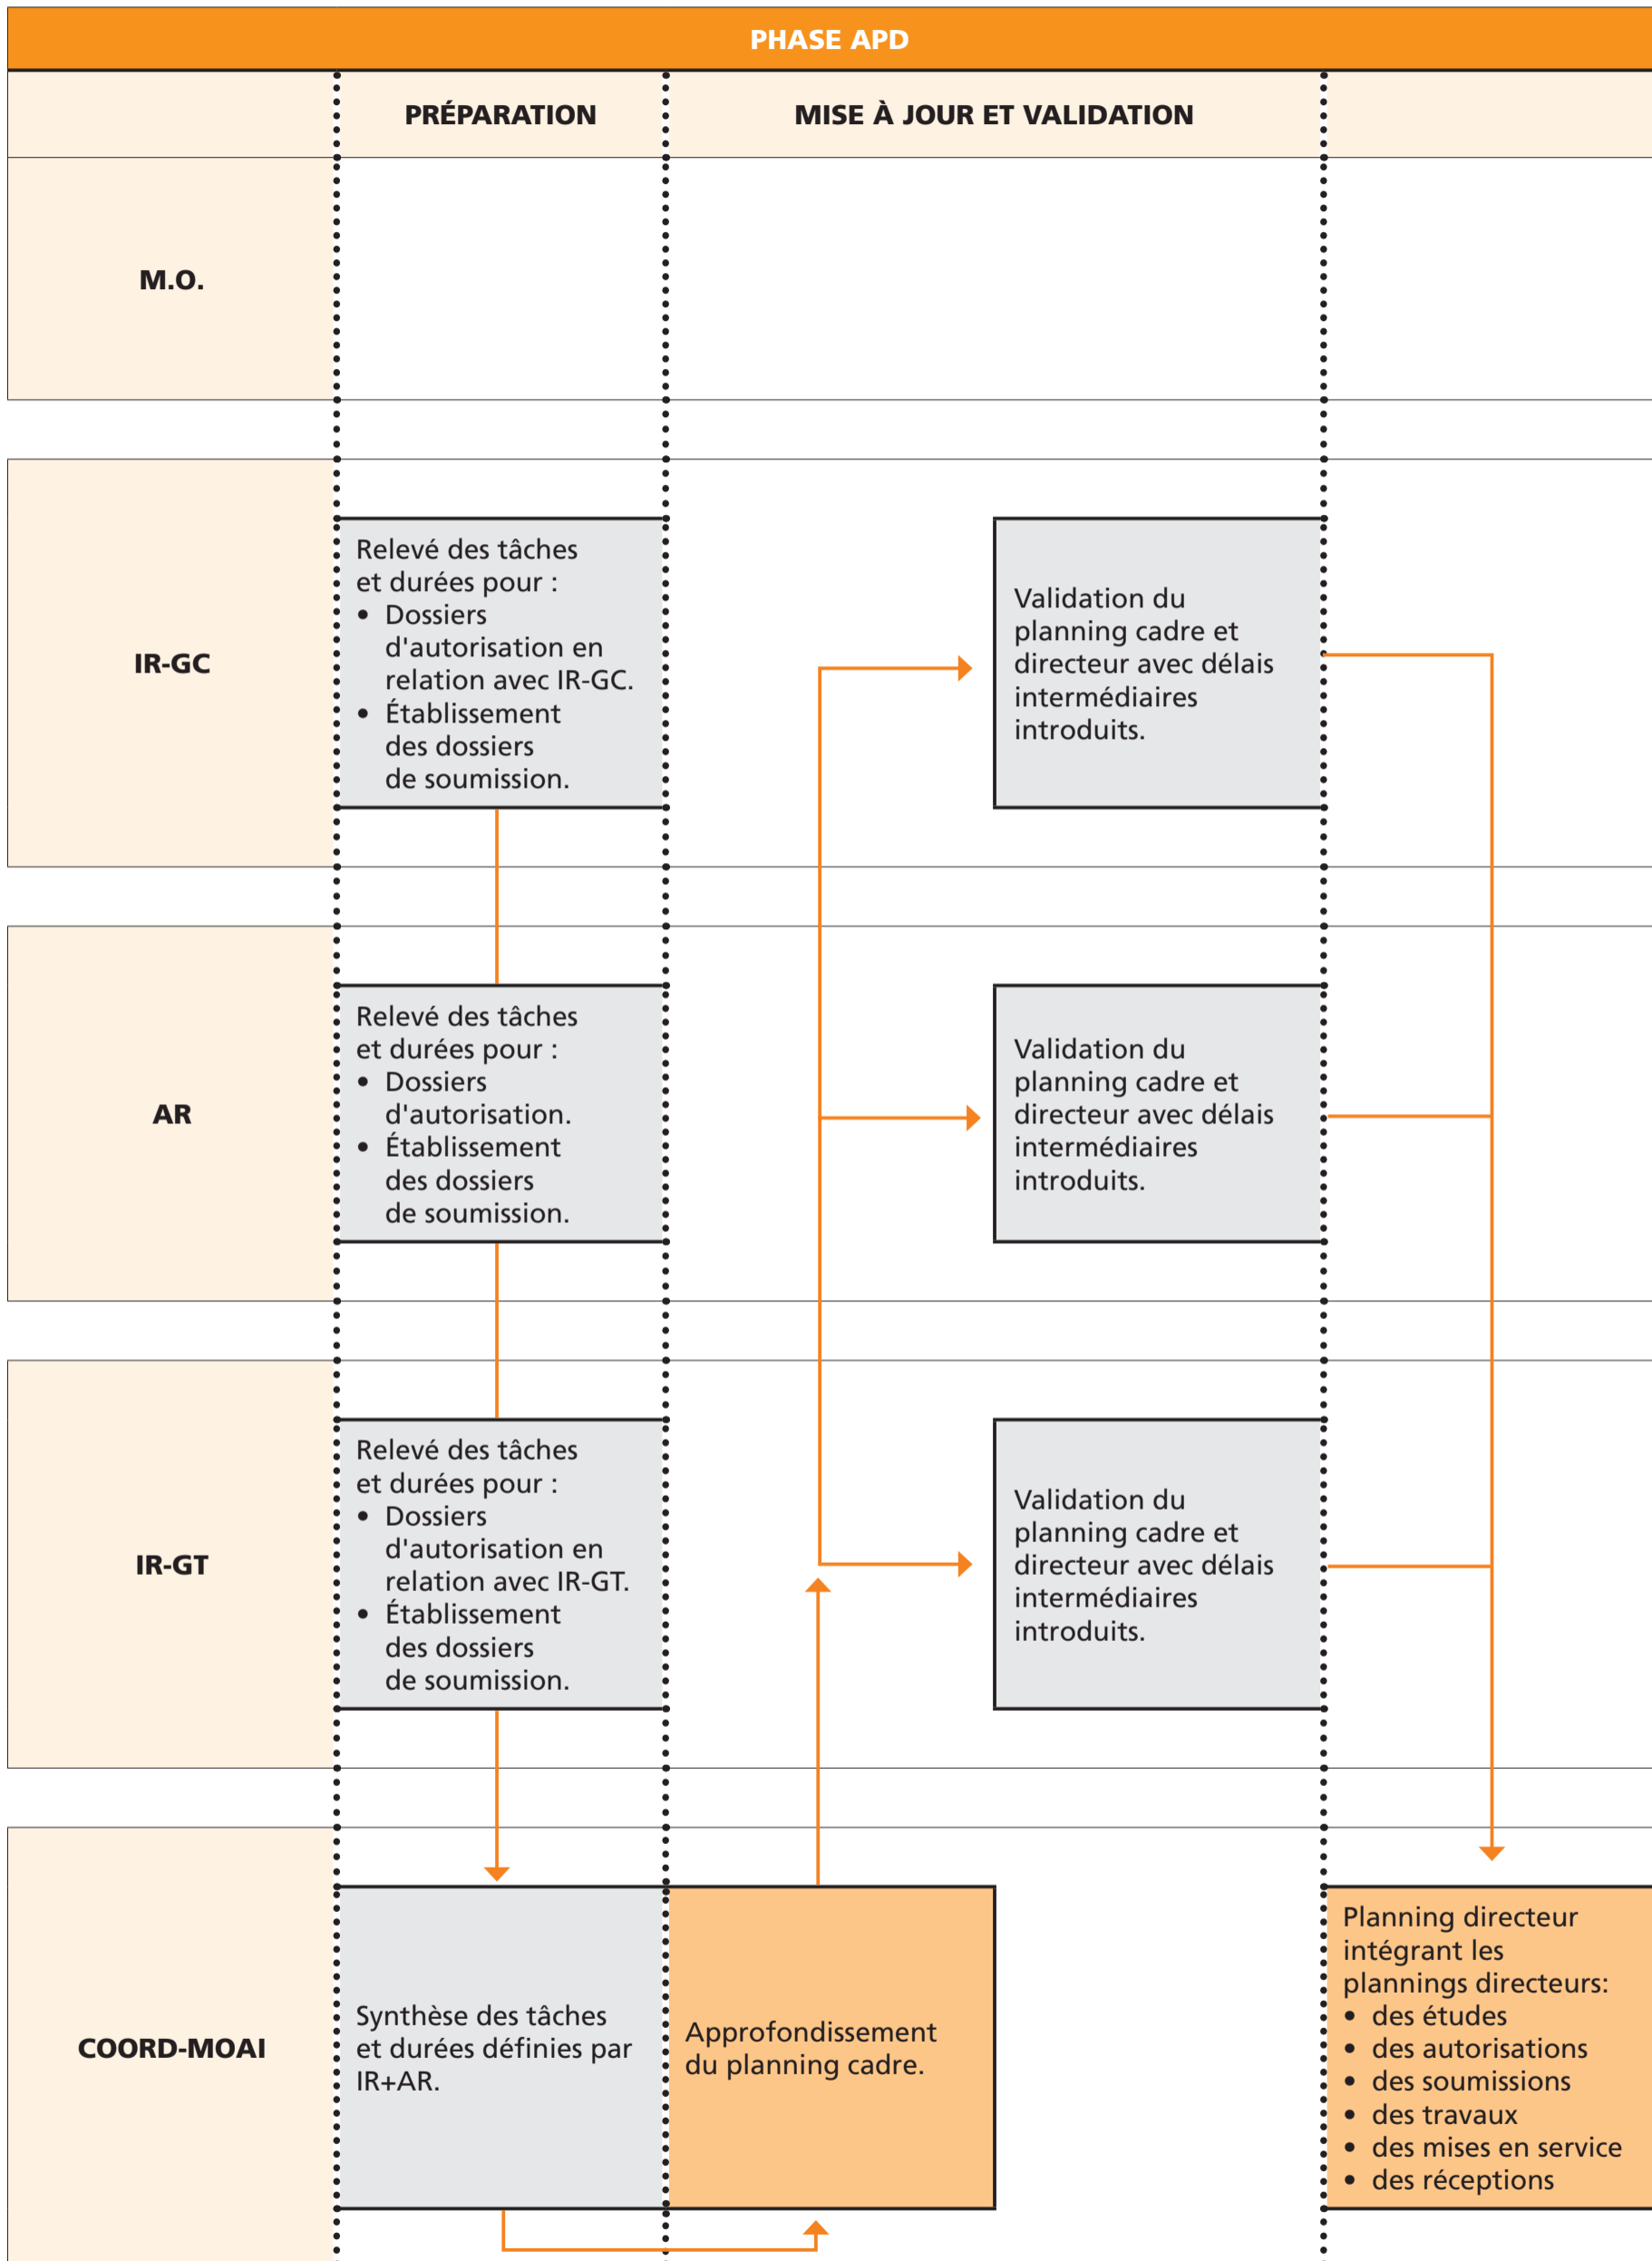 PHASE APD
PRÉPARATION
MISE À JOUR ET VALIDATION
M.O.
IR-GC
Relevé des tâches
et durées pour :
• Dossiers
d'autorisation en
relation avec IR-GC.
• Établissement
des dossiers
de soumission.
Validation du
planning cadre et
directeur avec délais
intermédiaires
introduits.
AR
Relevé des tâches
et durées pour :
• Dossiers
d'autorisation.
• Établissement
des dossiers
de soumission.
Validation du
planning cadre et
directeur avec délais
intermédiaires
introduits.
IR-GT
Relevé des tâches
et durées pour :
• Dossiers
d'autorisation en
relation avec IR-GT.
• Établissement
des dossiers
de soumission.
Validation du
planning cadre et
directeur avec délais
intermédiaires
introduits.
COORD-MOAI
Synthèse des tâches
et durées définies par
IR+AR.
Approfondissement
du planning cadre.
Planning directeur
intégrant les
plannings directeurs:
• des études
• des autorisations
• des soumissions
• des travaux
• des mises en service
• des réceptions